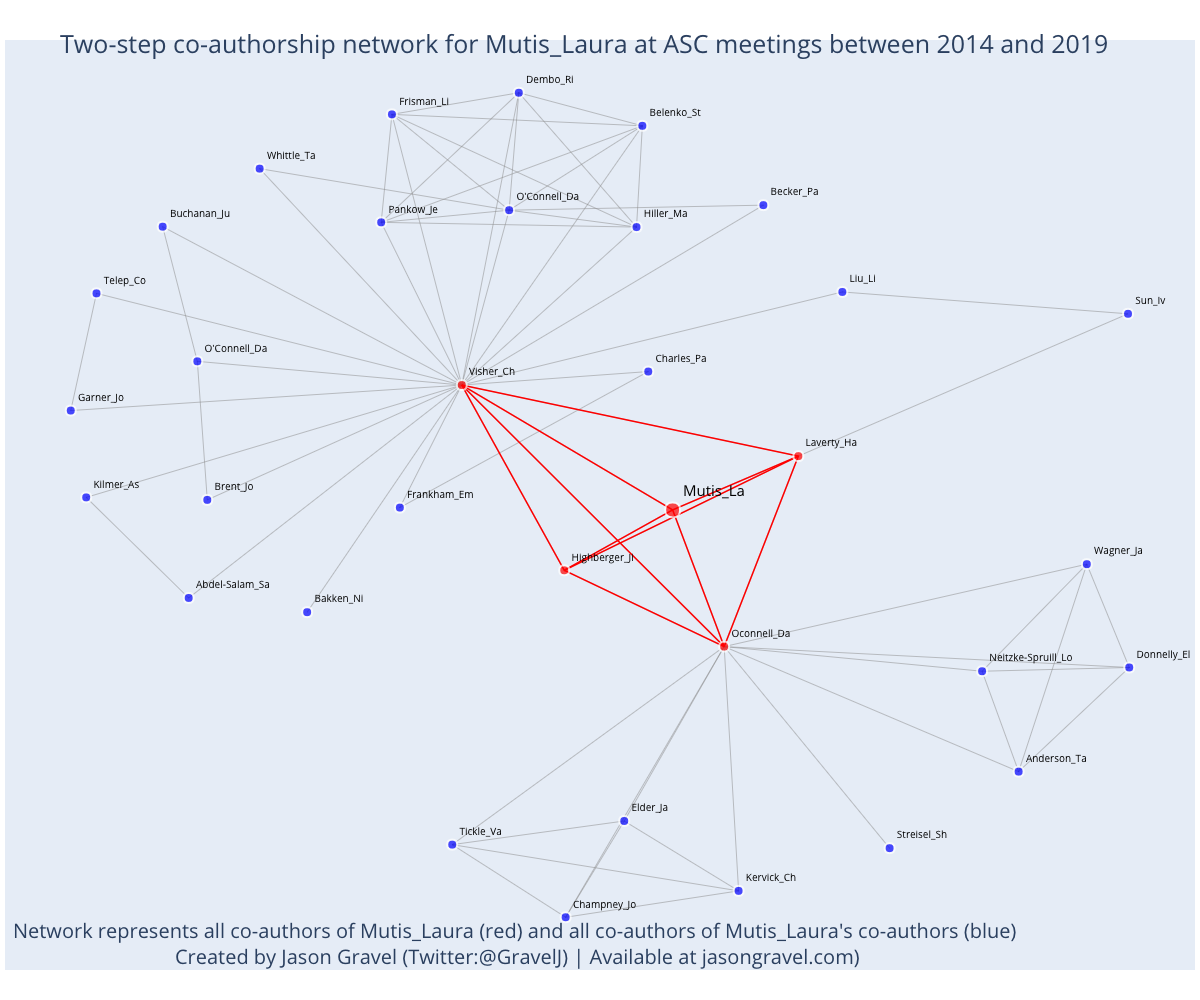 Two-step co-authorship network for Mutis_Laura at ASC meetings between 2014 and 2019
Dembo_Ri
Frisman_Li
Belenko_St
Whittle_Ta
Becker_Pa
O'Connell_Da
Pankow_Je
Hiller_Ma
Buchanan_Ju
Telep_Co
Liu_Li
Sun_Iv
O'Connell_Da
Charles_Pa
Visher_Ch
Garner_Jo
Laverty_Ha
Kilmer_As
Brent_Jo
Frankham_Em
Mutis_La
Highberger_Ji
Wagner_Ja
Abdel-Salam_Sa
Bakken_Ni
Oconnell_Da
Neitzke-Spruill_Lo
Donnelly_El
Anderson_Ta
Elder_Ja
Tickle_Va
Streisel_Sh
Kervick_Ch
Champney_Jo
Network represents all co-authors of Mutis_Laura (red) and all co-authors of Mutis_Laura's co-authors (blue)
Created by Jason Gravel (Twitter:@GravelJ) | Available at jasongravel.com)